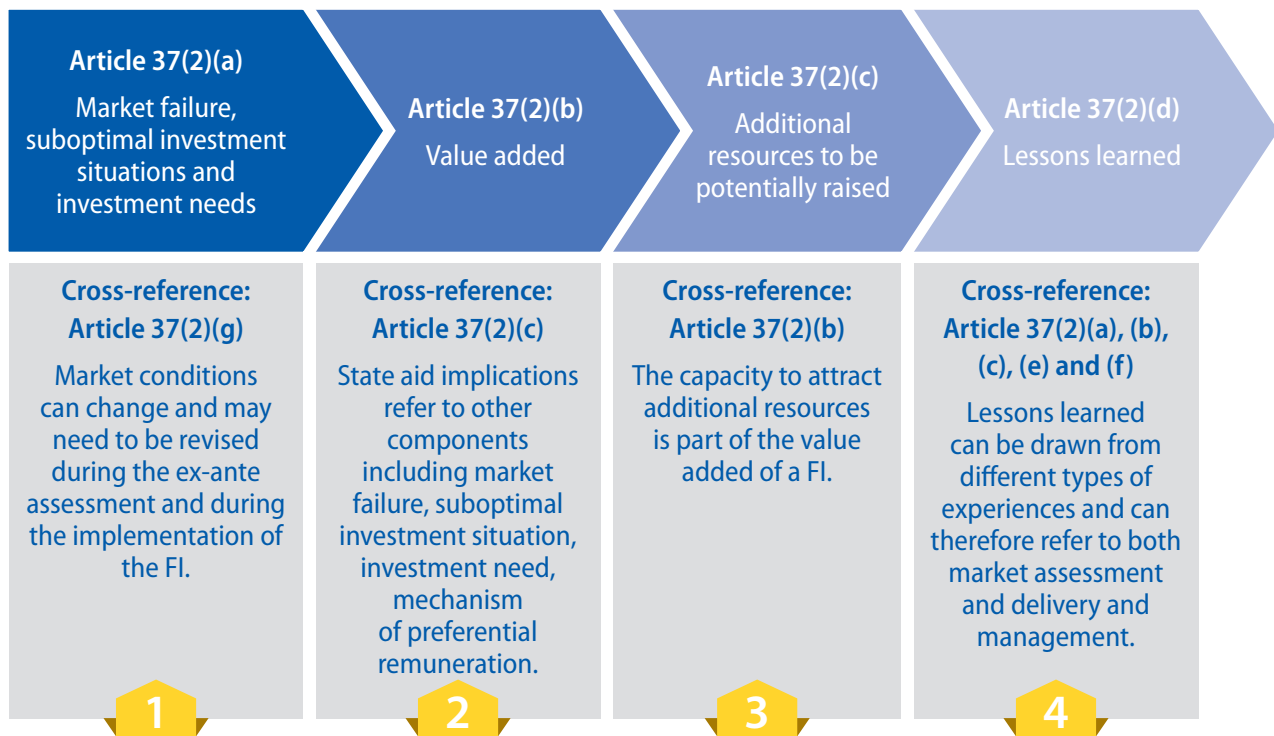 Article 37(2)(a)
Market failure,
suboptimal investment
situations and
investment needs
Article 37(2)(b)
Value added
Article 37(2)(c)
Additional
resources to be
potentially raised
Article 37(2)(d)
Lessons learned
Cross-reference:
Article 37(2)(g)
Market conditions
can change and may
need to be revised
during the ex-ante
assessment and during
the implementation of
the FI.
1
Cross-reference:
Article 37(2)(c)
State aid implications
refer to other
components
including market
failure, suboptimal
investment situation,
investment need,
mechanism
of preferential
remuneration.
2
Cross-reference:
Article 37(2)(b)
The capacity to attract
additional resources
is part of the value
added of a FI.
3
Cross-reference:
Article 37(2)(a), (b),
(c), (e) and (f)
Lessons learned
can be drawn from
different types of
experiences and can
therefore refer to both
market assessment
and delivery and
management.
4